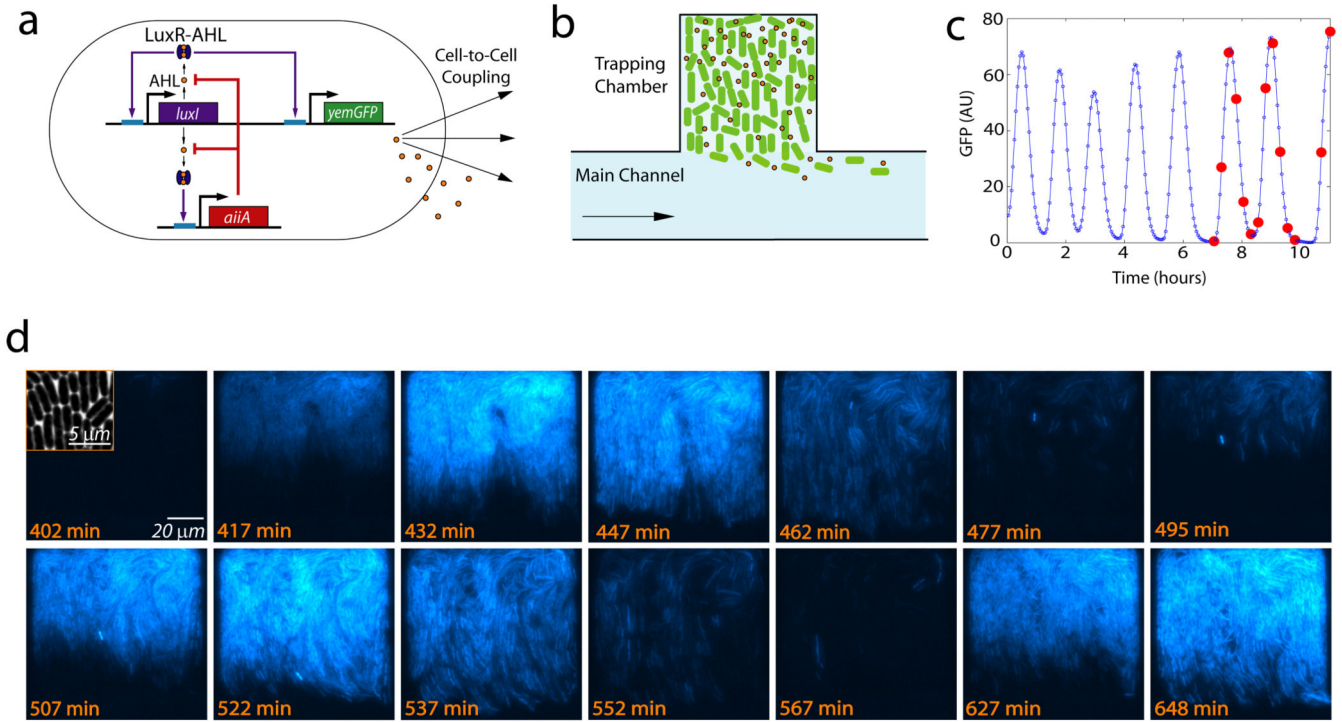 a
LuxR-AHL
AHL
luxI
yemGFP
aiiA
Cell-to-Cell
Coupling
b
Trapping
Chamber
Main Channel
c
80
60
40
20
0
GFP (AU)
0 2 4 6 8 10
Time (hours)
d
5 µm
20 µm
402 min
417 min
432 min
447 min
462 min
477 min
495 min
507 min
522 min
537 min
552 min
567 min
627 min
648 min